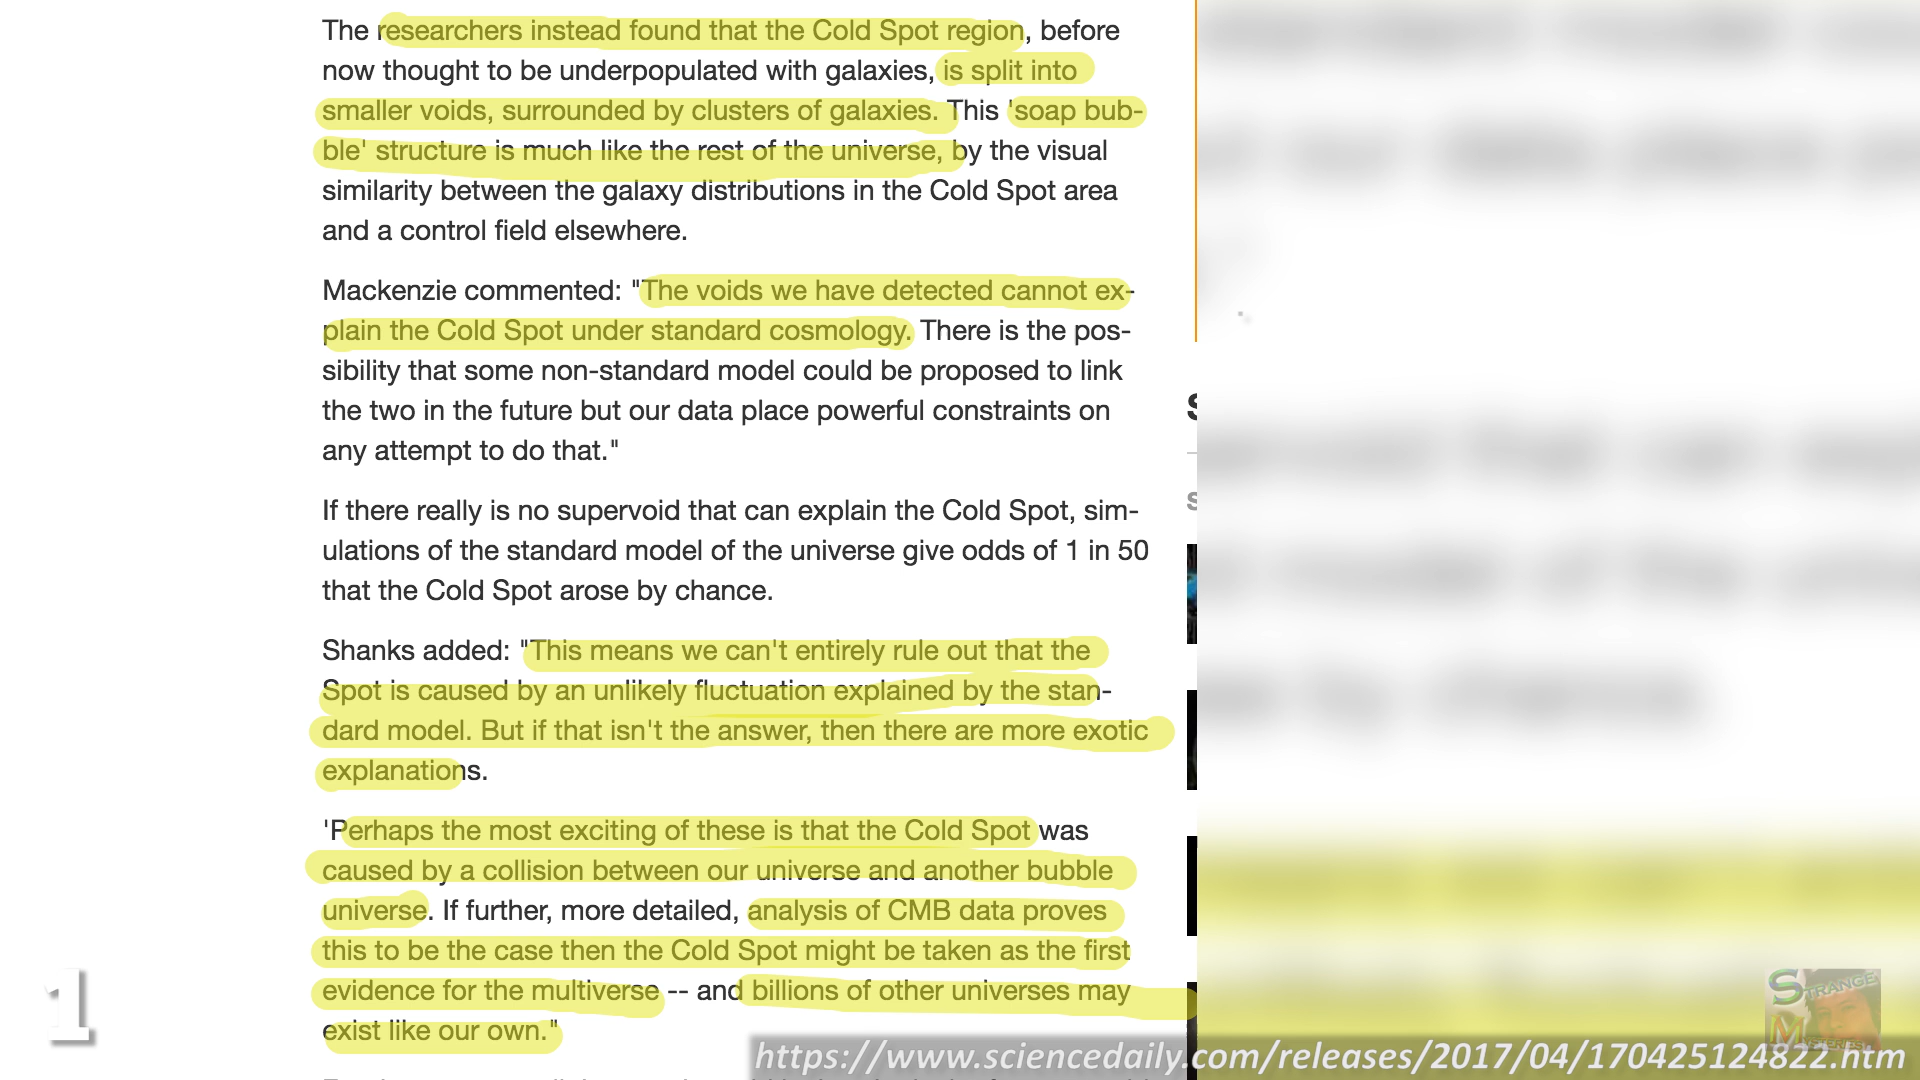 The researchers instead found that the Cold Spot region, before
now thought to be underpopulated with galaxies, is split into
smaller voids, surrounded by clusters of galaxies. This 'soap bub-
ble' structure is much like the rest of the universe, by the visual
similarity between the galaxy distributions in the Cold Spot area
and a control field elsewhere.
Mackenzie commented: "The voids we have detected cannot ex-
plain the Cold Spot under standard cosmology. There is the pos-
sibility that some non-standard model could be proposed to link
the two in the future but our data place powerful constraints on
any attempt to do that."
If there really is no supervoid that can explain the Cold Spot, sim-
ulations of the standard model of the universe give odds of 1 in 50
that the Cold Spot arose by chance.
Shanks added: "This means we can't entirely rule out that the
Spot is caused by an unlikely fluctuation explained by the stan-
dard model. But if that isn't the answer, then there are more exotic
explanations.
'Perhaps the most exciting of these is that the Cold Spot was
caused by a collision between our universe and another bubble
universe. If further, more detailed, analysis of CMB data proves
this to be the case then the Cold Spot might be taken as the first
evidence for the multiverse -- and billions of other universes may
exist like our own."
1
STRANGE
MYSTERIES
https://www.sciencedaily.com/releases/2017/04/170425124822.htm